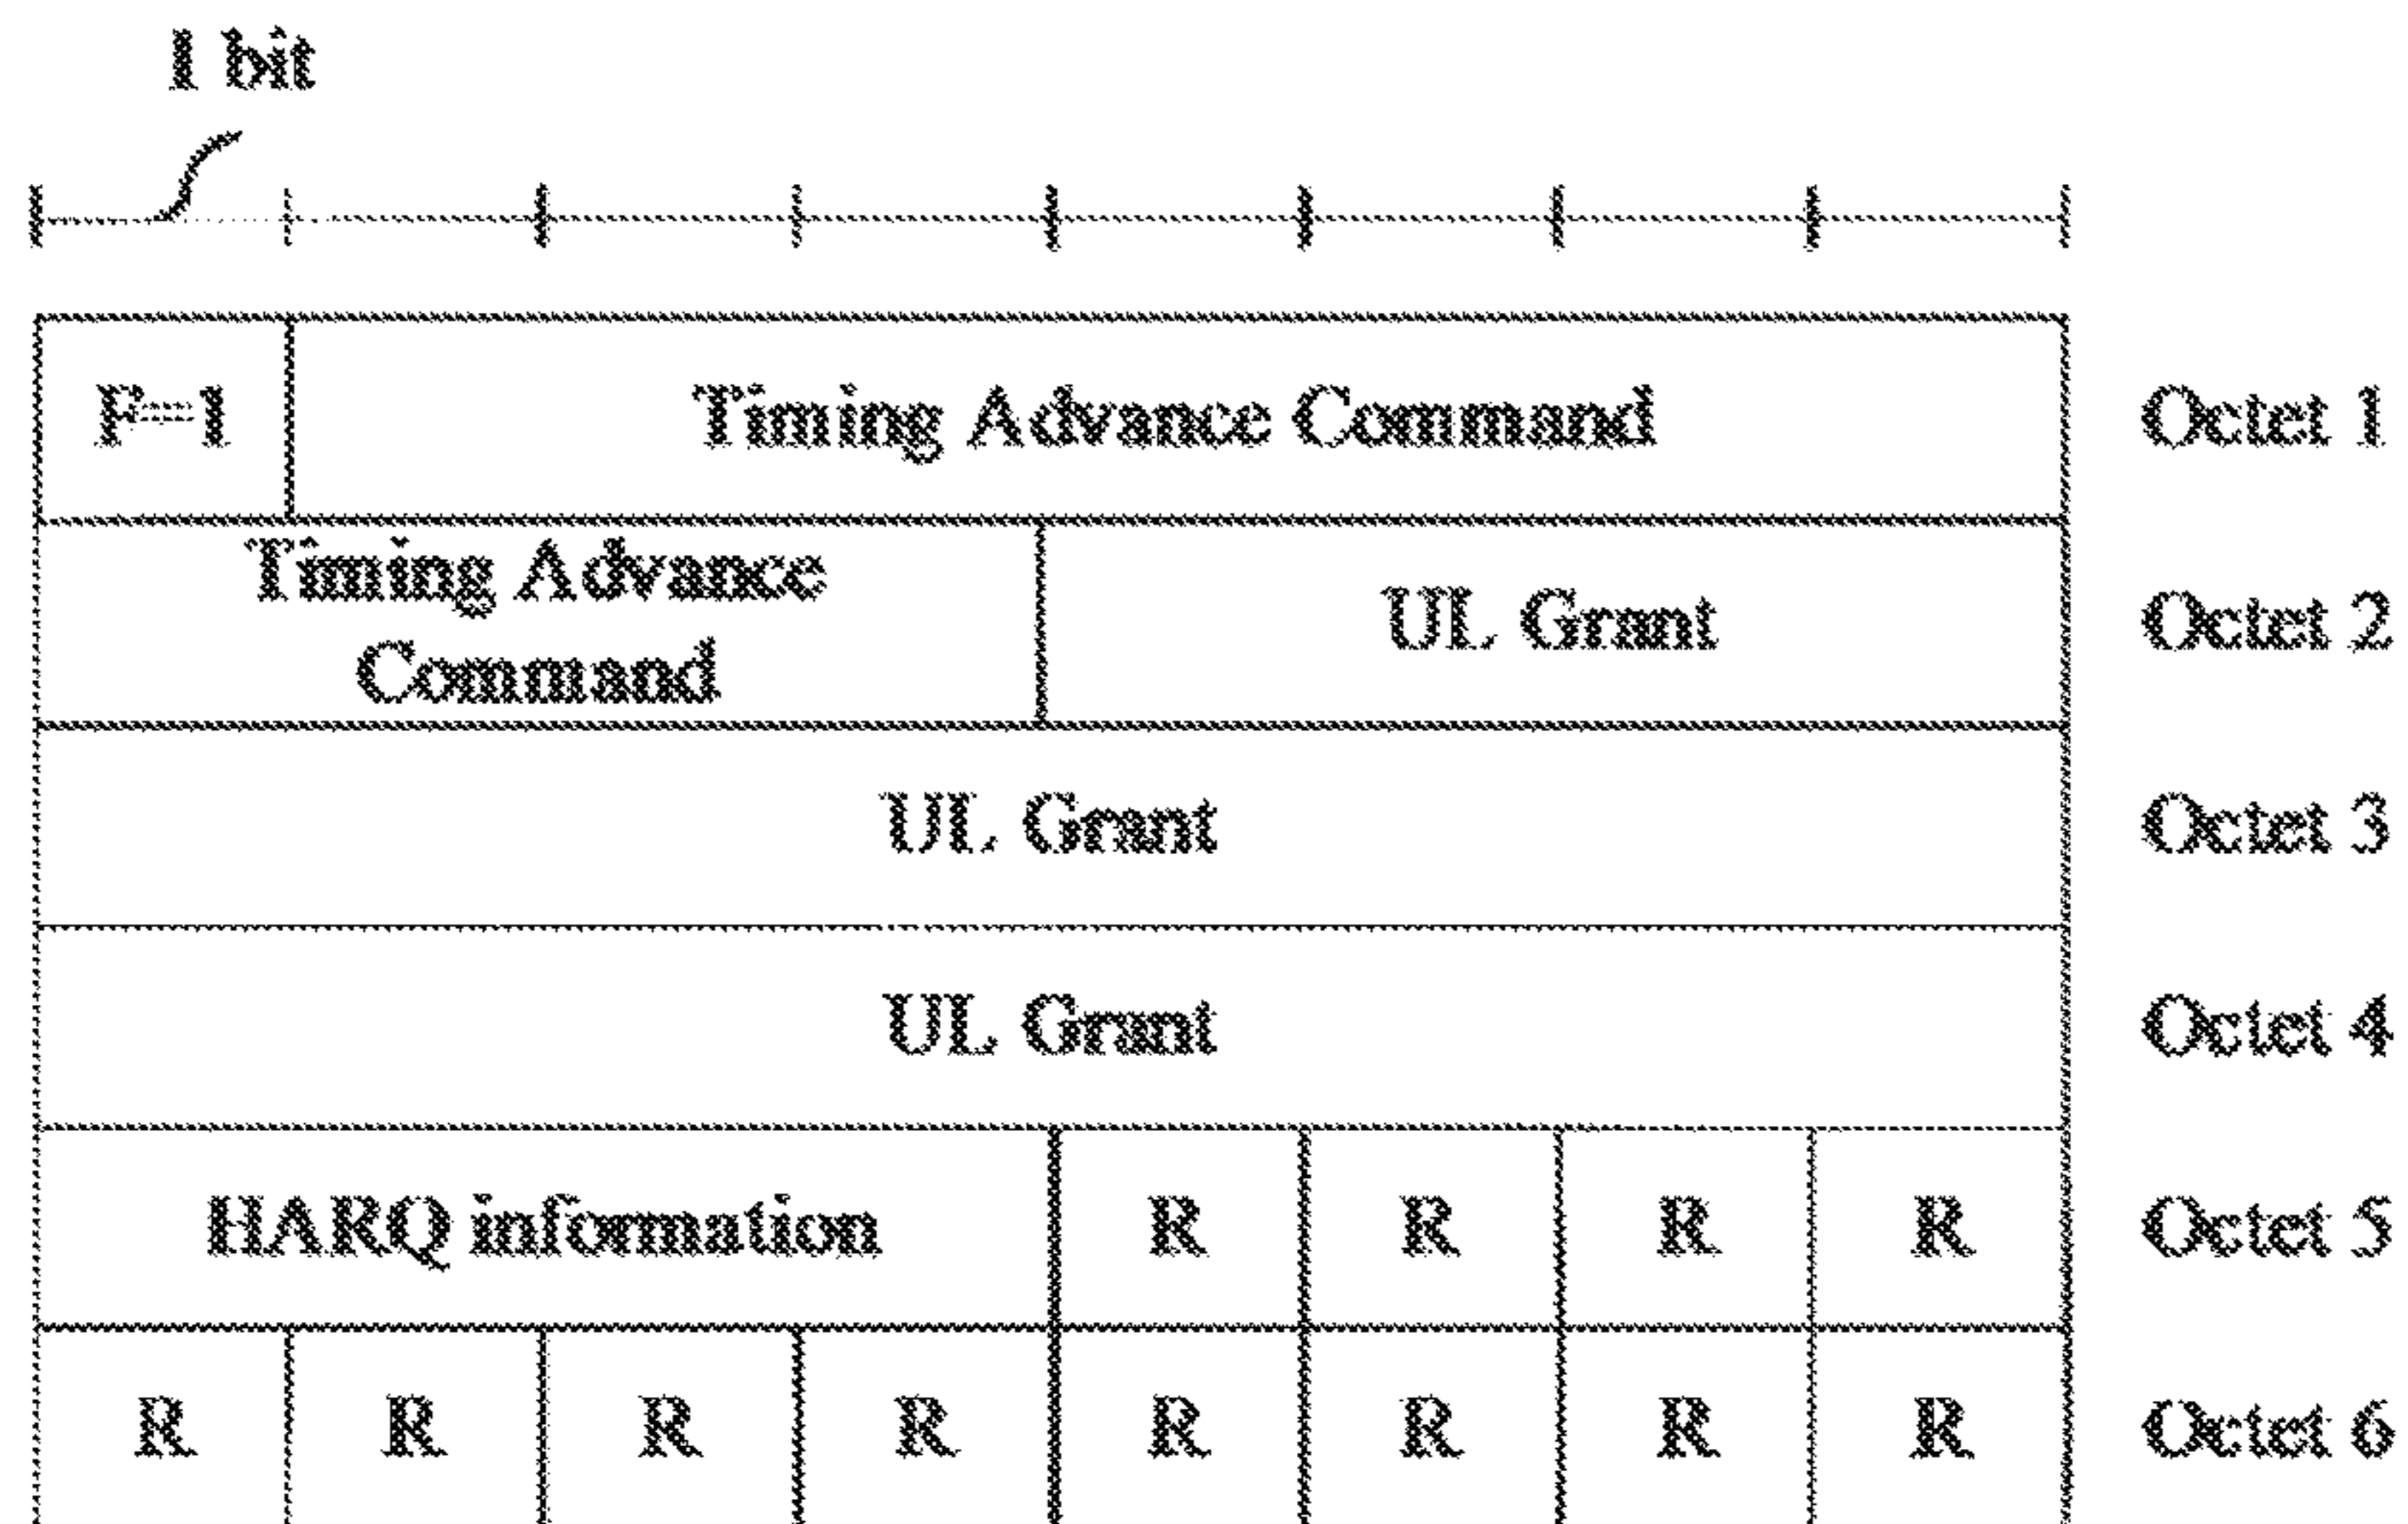 1 bit
F=1 Timing Advance Command Octet 1
Timing Advance
Command
UL Grant Octet 2
UL Grant Octet 3
UL Grant Octet 4
HARQ information R R R R Octet 5
R R R R R R R R Octet 6